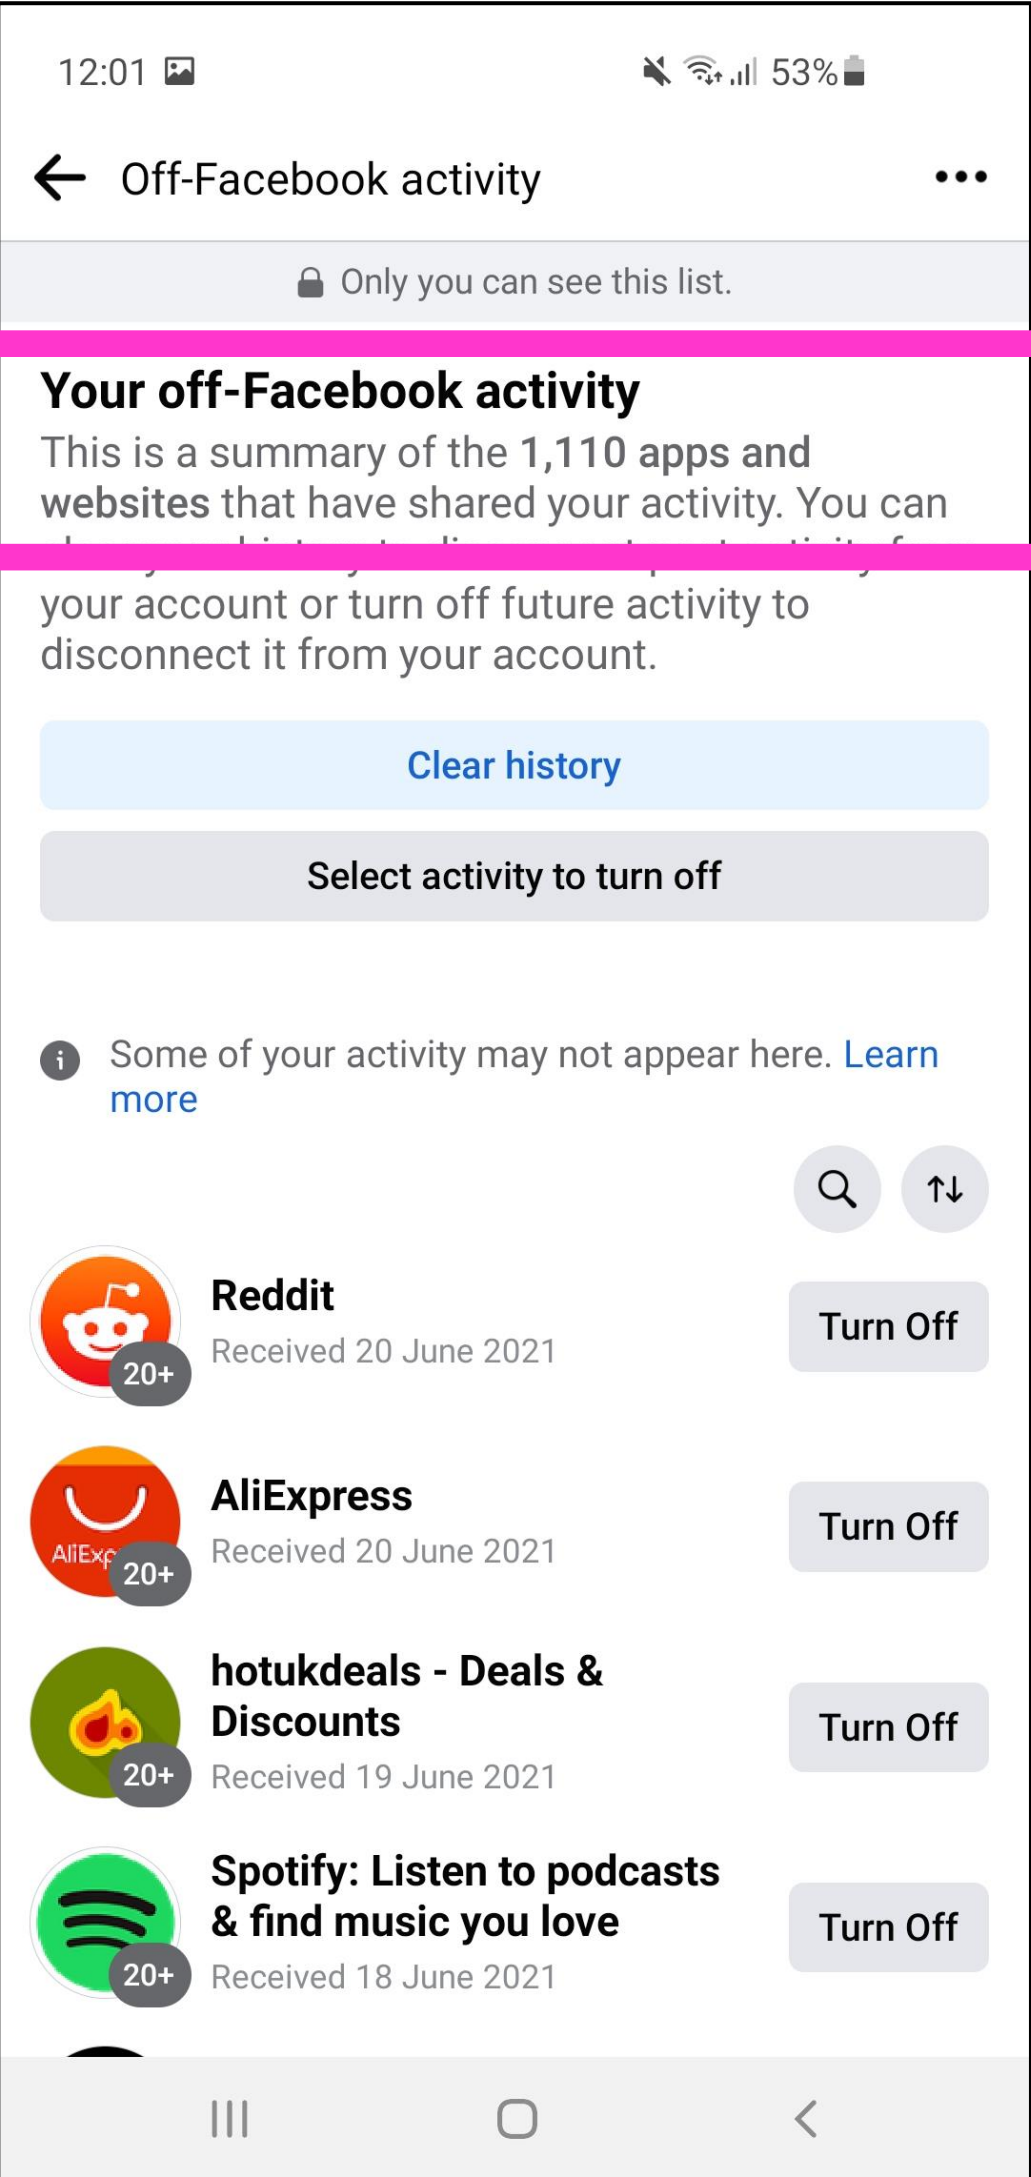 12:01
53%
Off-Facebook activity
Only you can see this list.
Your off-Facebook activity
This is a summary of the 1,110 apps and
websites that have shared your activity. You can
your account or turn off future activity to
disconnect it from your account.
Clear history
Select activity to turn off
Some of your activity may not appear here. Learn
more
Reddit
Received 20 June 2021
Turn Off
20+
AliExpress
Received 20 June 2021
Turn Off
20+
hotukdeals - Deals &
Discounts
Received 19 June 2021
Turn Off
20+
Spotify: Listen to podcasts
& find music you love
Received 18 June 2021
Turn Off
20+